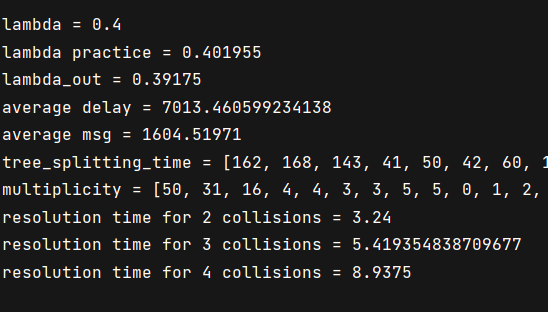 lambda = 0.4
lambda practice = 0.401955
lambda_out = 0.39175
average delay = 7013.460599234138
average msg = 1604.51971
tree_splitting_time = [162, 168, 143, 41, 50, 42, 60, 1
multiplicity = [50, 31, 16, 4, 4, 3, 3, 5, 5, 0, 1, 2,
resolution time for 2 collisions = 3.24
resolution time for 3 collisions = 5.419354838709677
resolution time for 4 collisions = 8.9375